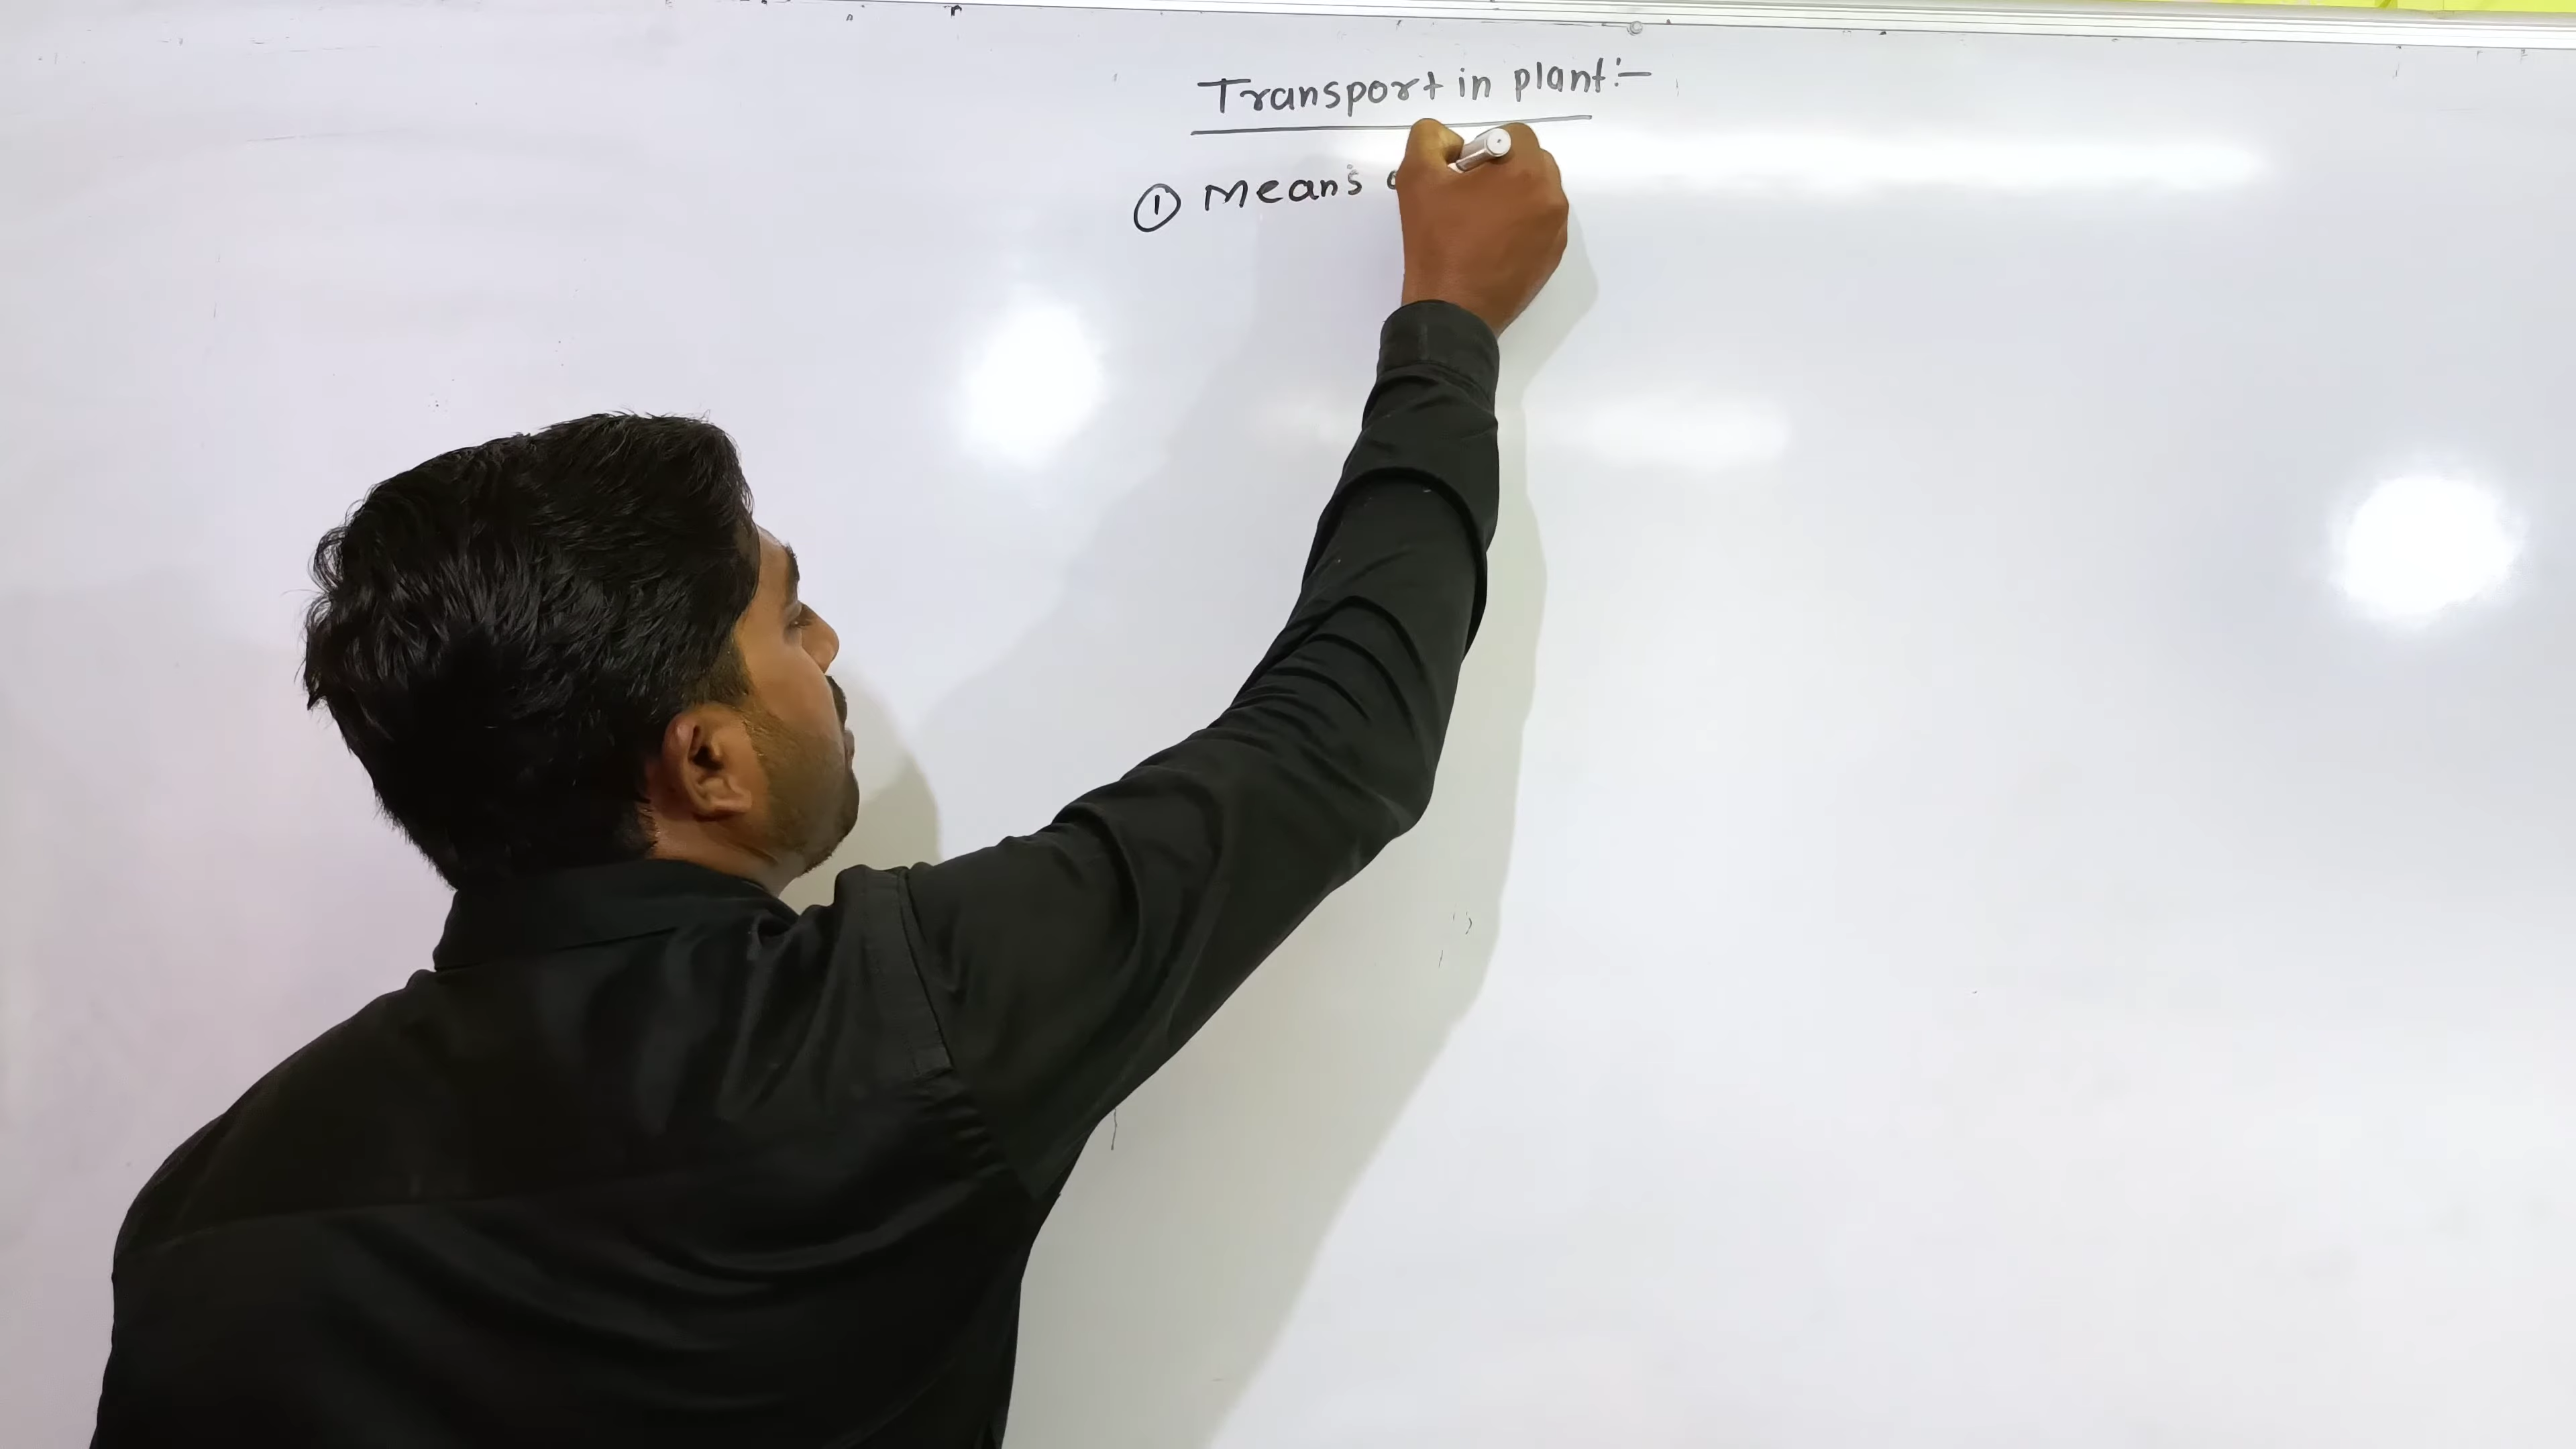 Transport in plant:-
① Means